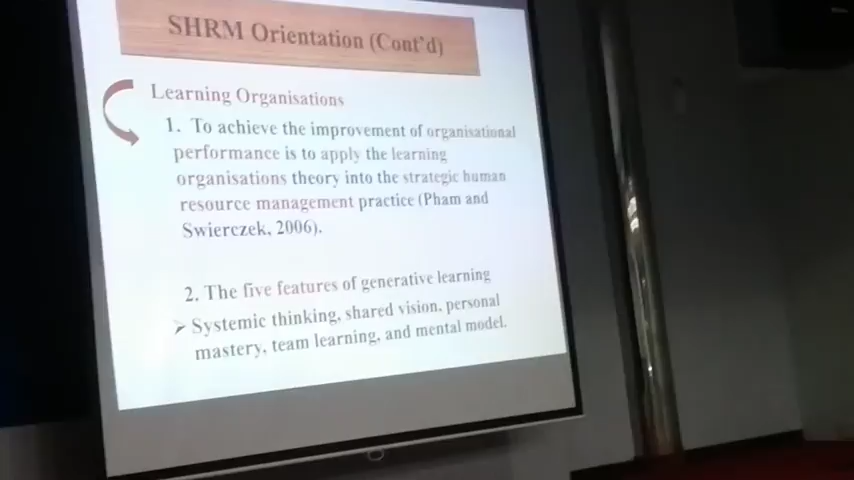 SHRM Orientation (Cont'd)
Learning Organisations
1. To achieve the improvement of organisational
performance is to apply the learning
organisations theory into the strategic human
resource management practice (Pham and
Swierczek, 2006).
2. The five features of generative learning
➢ Systemic thinking, shared vision, personal
mastery, team learning, and mental model.